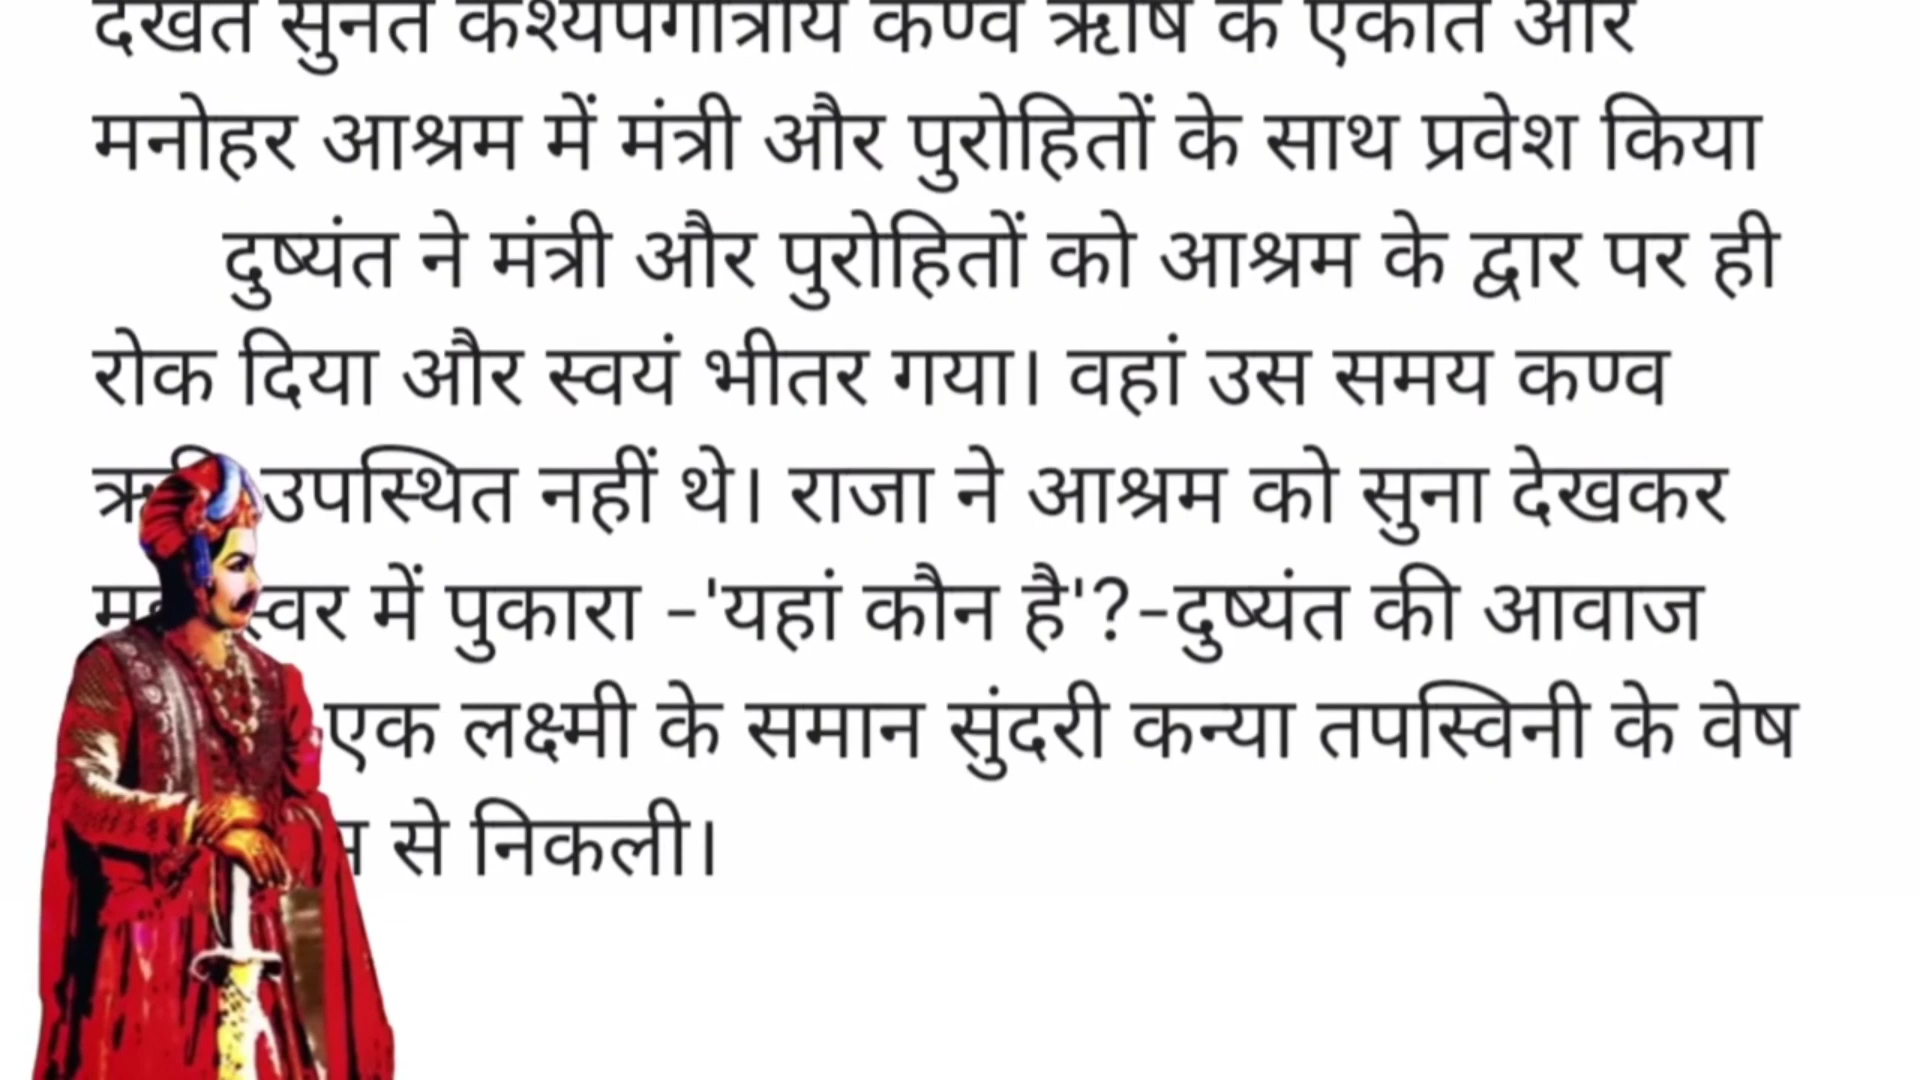 देखते सुनते कश्यपगोत्रीय कण्व ऋषि के एकांत और
मनोहर आश्रम में मंत्री और पुरोहितों के साथ प्रवेश किया
दुष्यंत ने मंत्री और पुरोहितों को आश्रम के द्वार पर ही
रोक दिया और स्वयं भीतर गया। वहां उस समय कण्व
उपस्थित नहीं थे। राजा ने आश्रम को सुना देखकर
में पुकारा -'यहां कौन है'?-दुष्यंत की आवाज
एक लक्ष्मी के समान सुंदरी कन्या तपस्विनी के वेष
से निकली।